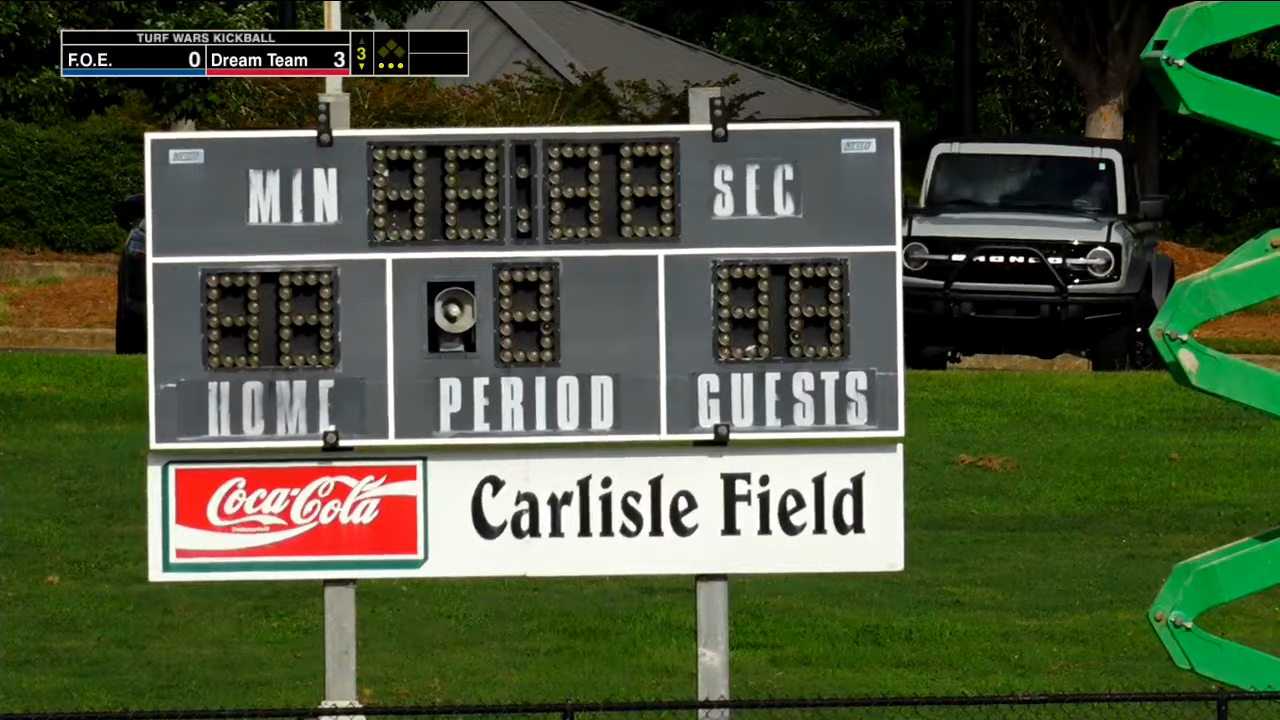 TURF WARS KICKBALL
F.O.E. 0 Dream Team 3 3
MIN SEC
HOME PERIOD GUESTS
Coca-Cola
Carlisle Field
BRONCO